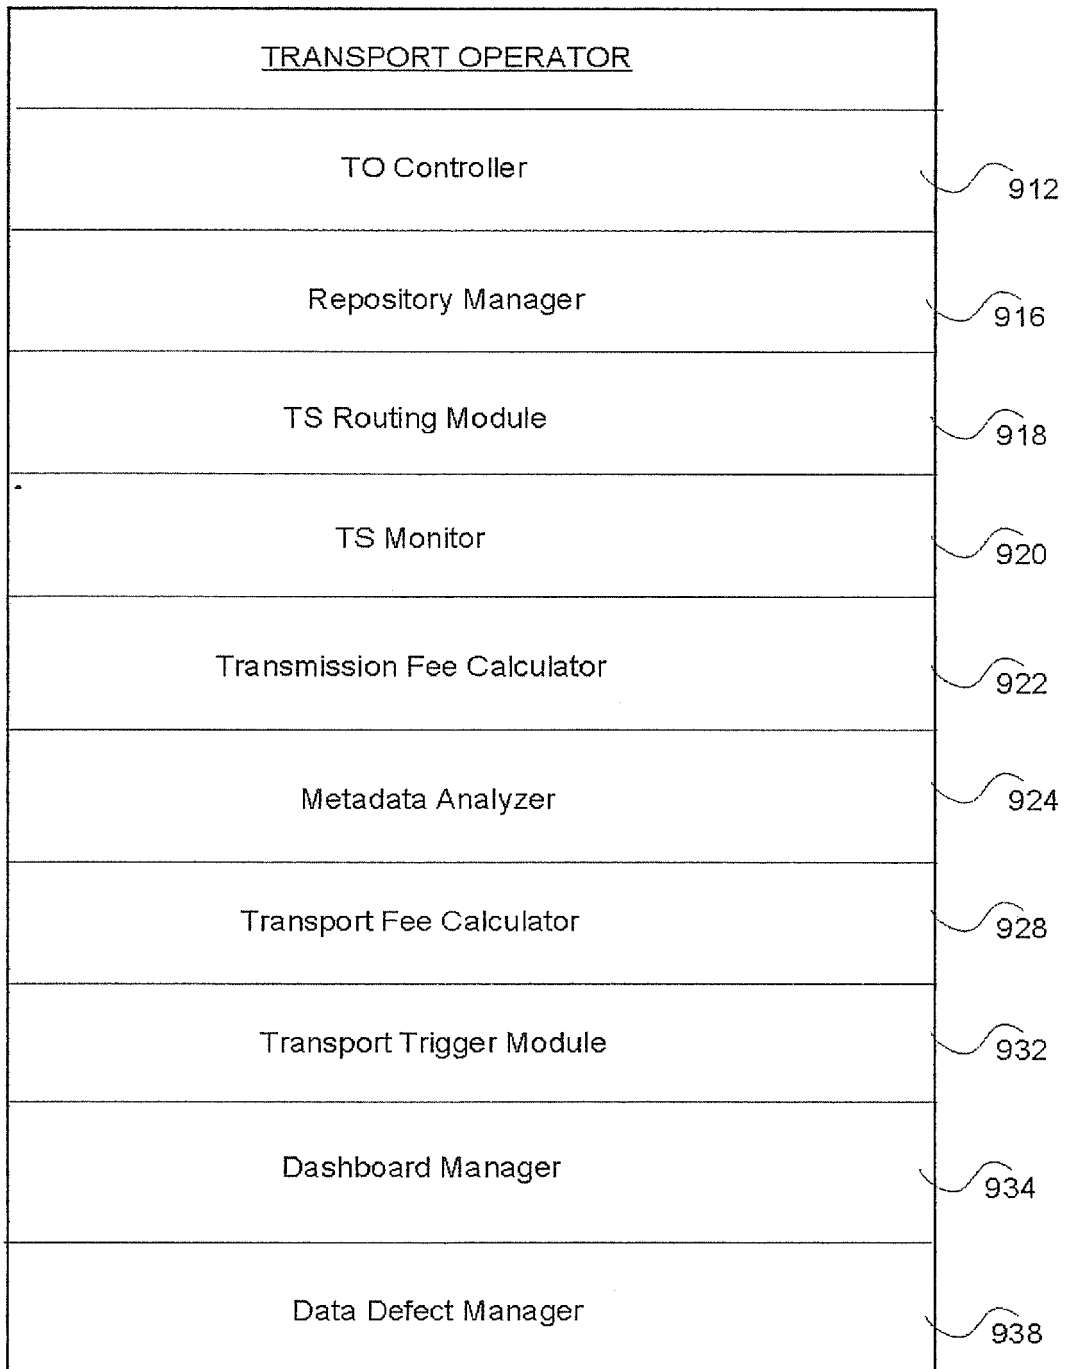 TRANSPORT OPERATOR
TO Controller
912
Repository Manager
916
TS Routing Module
918
TS Monitor
920
Transmission Fee Calculator
922
Metadata Analyzer
924
Transport Fee Calculator
928
Transport Trigger Module
932
Dashboard Manager
934
Data Defect Manager
938